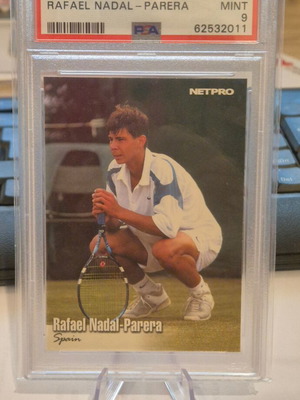 RAFAEL NADAL-PARERA MINT
9
PSA 62532011
NETPRO
Rafael Nadal-Parera
Spain